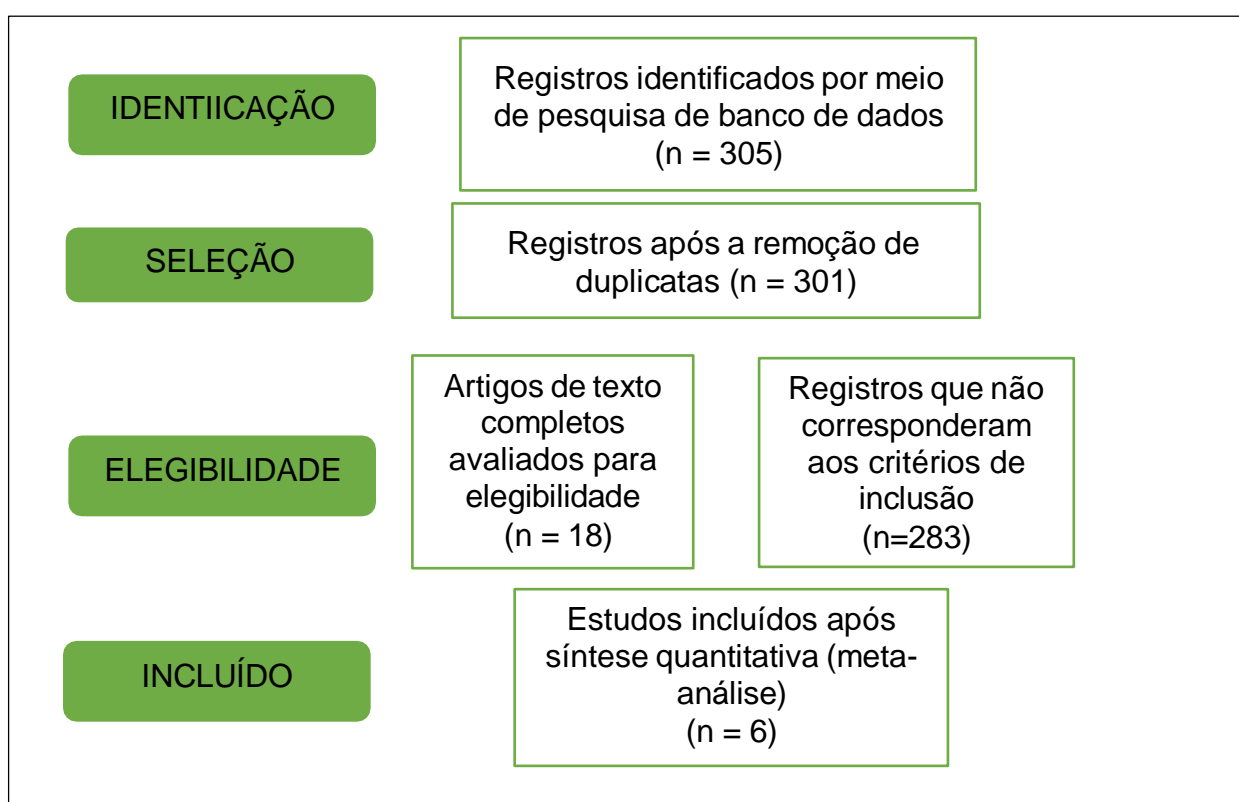 IDENTIICAÇÃO
Registros identificados por meio
de pesquisa de banco de dados
(n = 305)
SELEÇÃO
Registros após a remoção de
duplicatas (n = 301)
ELEGIBILIDADE
Artigos de texto
completos
avaliados para
elegibilidade
(n = 18)
Registros que não
corresponderam
aos critérios de
inclusão
(n=283)
INCLUÍDO
Estudos incluídos após
síntese quantitativa (meta-
análise)
(n = 6)